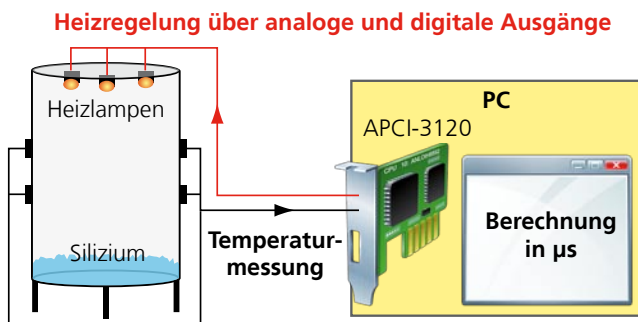 Heizregelung über analoge und digitale Ausgänge
Heizlampen
Silizium
Temperatur-
messung
PC
APCI-3120
Berechnung
in µs